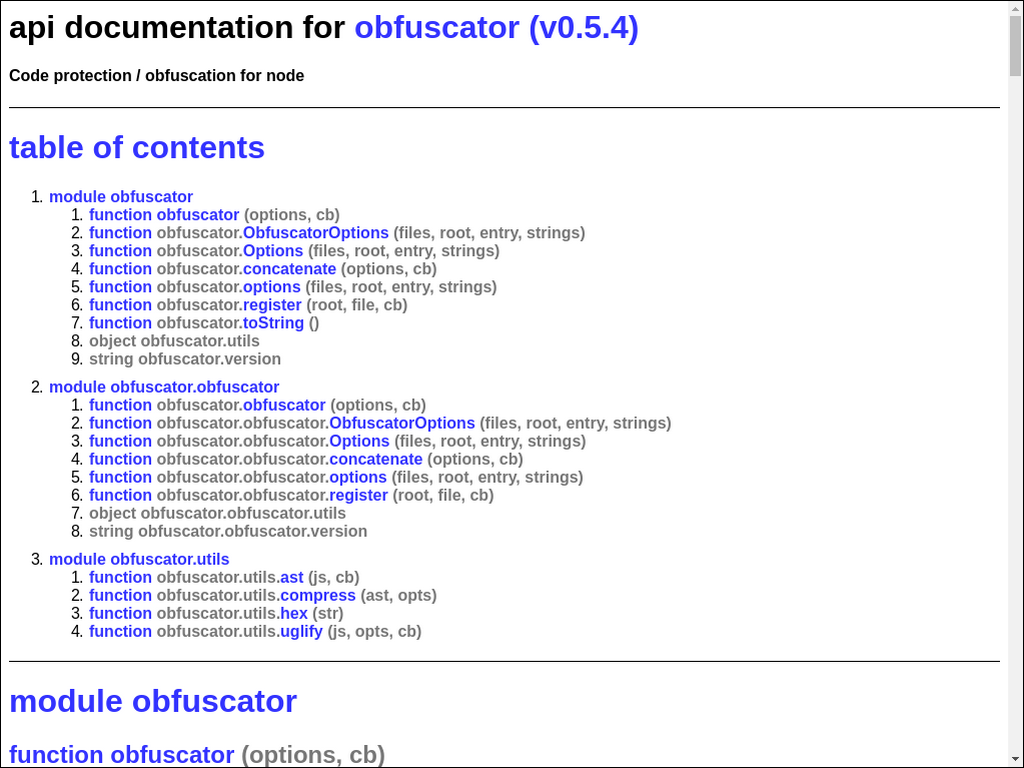 api documentation for obfuscator (v0.5.4)
Code protection / obfuscation for node
table of contents
1. module obfuscator
1. function obfuscator (options, cb)
2. function obfuscator.ObfuscatorOptions (files, root, entry, strings)
3. function obfuscator.Options (files, root, entry, strings)
4. function obfuscator.concatenate (options, cb)
5. function obfuscator.options (files, root, entry, strings)
6. function obfuscator.register (root, file, cb)
7. function obfuscator.toString ()
8. object obfuscator.utils
9. string obfuscator.version
2. module obfuscator.obfuscator
1. function obfuscator.obfuscator (options, cb)
2. function obfuscator.obfuscator.ObfuscatorOptions (files, root, entry, strings)
3. function obfuscator.obfuscator.Options (files, root, entry, strings)
4. function obfuscator.obfuscator.concatenate (options, cb)
5. function obfuscator.obfuscator.options (files, root, entry, strings)
6. function obfuscator.obfuscator.register (root, file, cb)
7. object obfuscator.obfuscator.utils
8. string obfuscator.obfuscator.version
3. module obfuscator.utils
1. function obfuscator.utils.ast (js, cb)
2. function obfuscator.utils.compress (ast, opts)
3. function obfuscator.utils.hex (str)
4. function obfuscator.utils.uglify (js, opts, cb)
module obfuscator
function obfuscator (options, cb)